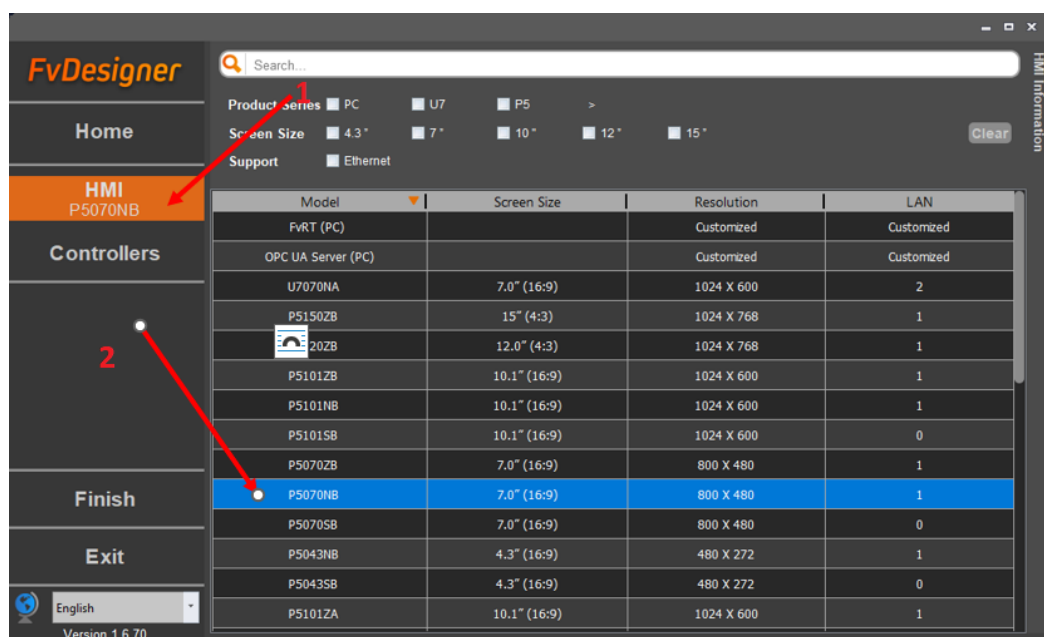 FvDesigner
Home
HMI
P5070NB
Controllers
Finish
Exit
English
Version 1.6.70
Search...
1
2
Product Series PC U7 P5 >
Screen Size 4.3" 7" 10" 12" 15"
Clear
Support Ethernet
HMI Information
Model Screen Size Resolution LAN
FvRT (PC) Customized Customized
OPC UA Server (PC) Customized Customized
U7070NA 7.0" (16:9) 1024 X 600 2
P5150ZB 15" (4:3) 1024 X 768 1
20ZB 12.0" (4:3) 1024 X 768 1
P5101ZB 10.1" (16:9) 1024 X 600 1
P5101NB 10.1" (16:9) 1024 X 600 1
P5101SB 10.1" (16:9) 1024 X 600 0
P5070ZB 7.0" (16:9) 800 X 480 1
P5070NB 7.0" (16:9) 800 X 480 1
P5070SB 7.0" (16:9) 800 X 480 0
P5043NB 4.3" (16:9) 480 X 272 1
P5043SB 4.3" (16:9) 480 X 272 0
P5101ZA 10.1" (16:9) 1024 X 600 1